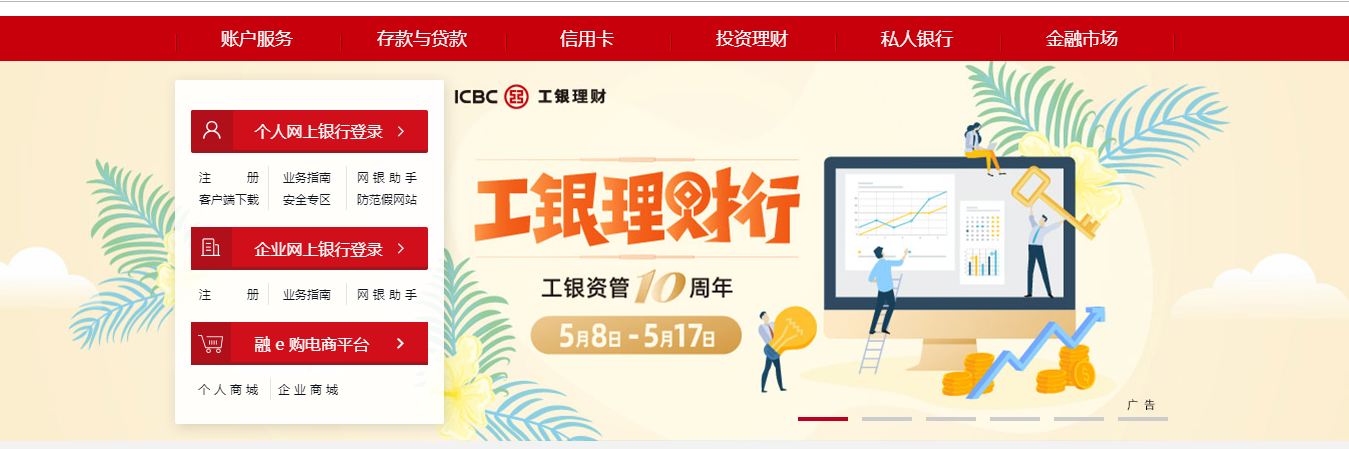 账户服务 存款与贷款 信用卡 投资理财 私人银行 金融市场
个人网上银行登录
注 册 业务指南 网银助手
客户端下载 安全专区 防范假网站
企业网上银行登录
注 册 业务指南 网银助手
融 e 购电商平台
个人商城 企业商城
ICBC 工银理财
工银理财行
工银资管10周年
5月8日 - 5月17日
广告